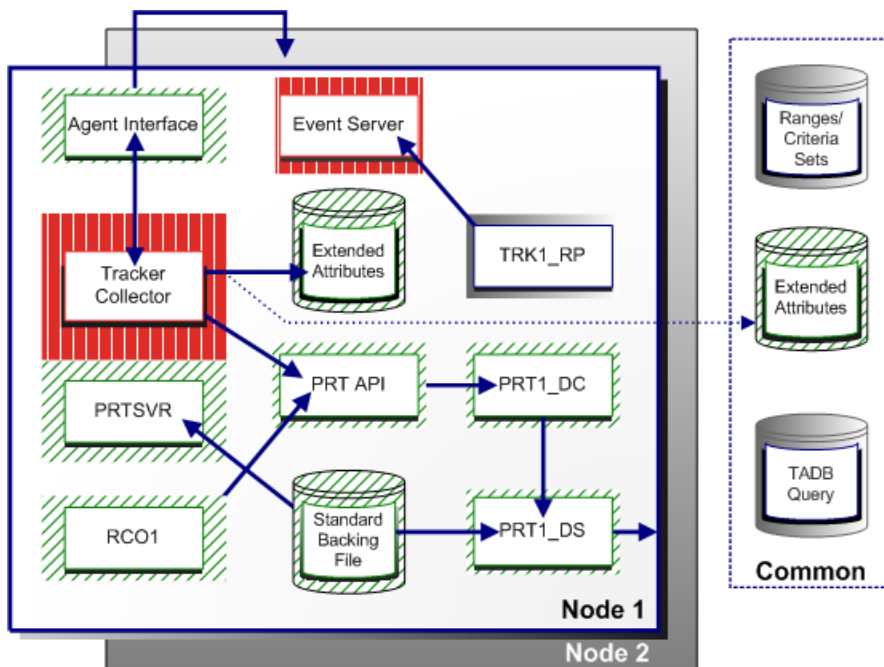 Agent Interface
Event Server
Ranges/
Criteria
Sets
Tracker
Collector
Extended
Attributes
TRK1_RP
Extended
Attributes
PRTSVR
PRT API
PRT1_DC
RCO1
Standard
Backing
File
PRT1_DS
TADB
Query
Common
Node 1
Node 2